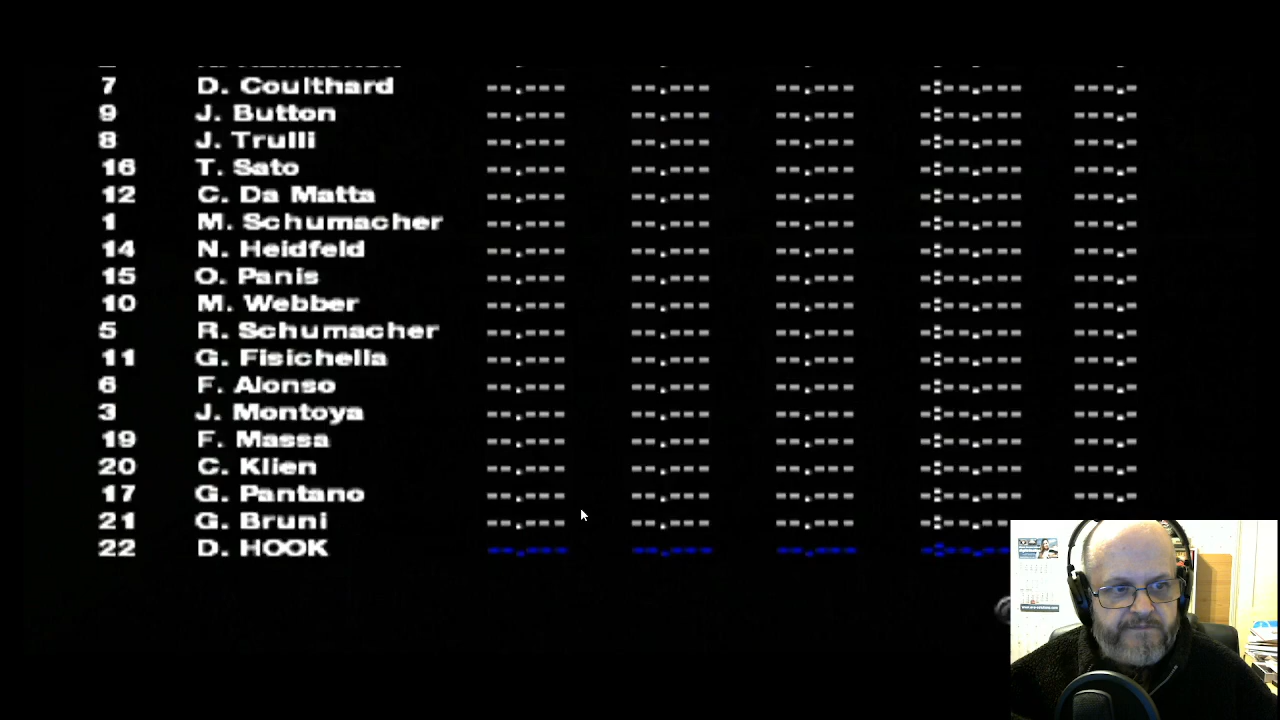 7 D. Coulthard --.--- --.--- --.--- -:--.--- ---.-
9 J. Button --.--- --.--- --.--- -:--.--- ---.-
8 J. Trulli --.--- --.--- --.--- -:--.--- ---.-
16 T. Sato --.--- --.--- --.--- -:--.--- ---.-
12 C. Da Matta --.--- --.--- --.--- -:--.--- ---.-
1 M. Schumacher --.--- --.--- --.--- -:--.--- ---.-
14 N. Heidfeld --.--- --.--- --.--- -:--.--- ---.-
15 O. Panis --.--- --.--- --.--- -:--.--- ---.-
10 M. Webber --.--- --.--- --.--- -:--.--- ---.-
5 R. Schumacher --.--- --.--- --.--- -:--.--- ---.-
11 G. Fisichella --.--- --.--- --.--- -:--.--- ---.-
6 F. Alonso --.--- --.--- --.--- -:--.--- ---.-
3 J. Montoya --.--- --.--- --.--- -:--.--- ---.-
19 F. Massa --.--- --.--- --.--- -:--.--- ---.-
20 C. Klien --.--- --.--- --.--- -:--.--- ---.-
17 G. Pantano --.--- --.--- --.--- -:--.--- ---.-
21 G. Bruni --.--- --.--- --.--- -:--.---
22 D. HOOK --.--- --.--- --.--- -:--.---